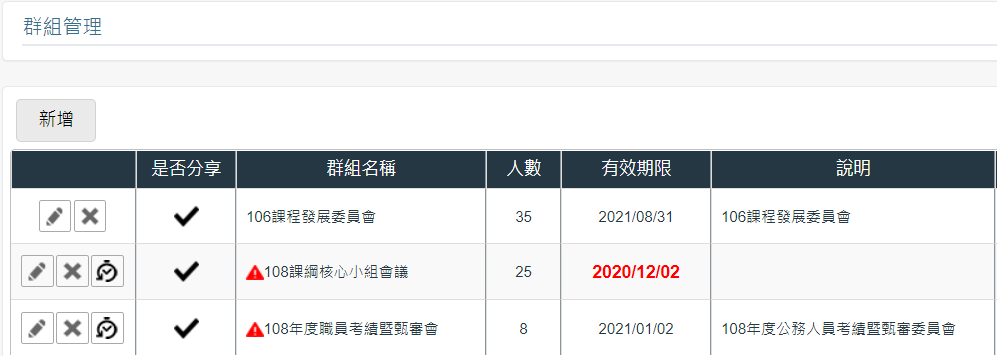 群組管理
新增
是否分享 群組名稱 人數 有效期限 說明
106課程發展委員會 35 2021/08/31 106課程發展委員會
108課綱核心小組會議 25 2020/12/02
108年度職員考績暨甄審會 8 2021/01/02 108年度公務人員考績暨甄審委員會